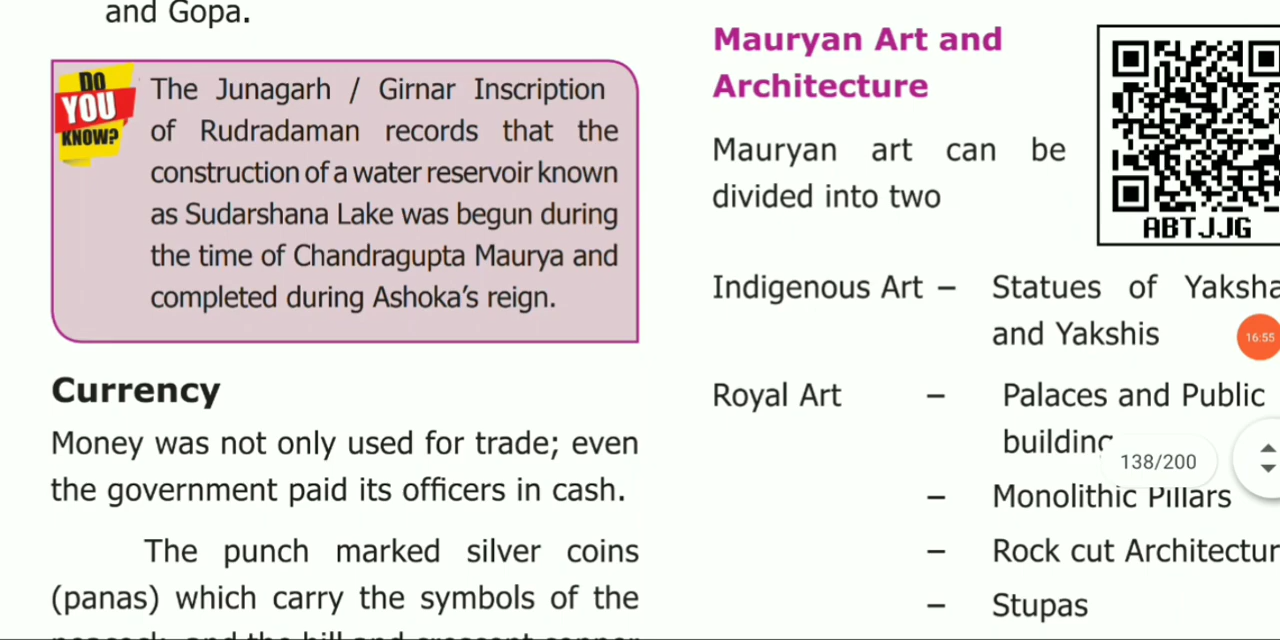 and Gopa.
DO
YOU
KNOW?
The Junagarh / Girnar Inscription
of Rudradaman records that the
construction of a water reservoir known
as Sudarshana Lake was begun during
the time of Chandragupta Maurya and
completed during Ashoka's reign.
Currency
Money was not only used for trade; even
the government paid its officers in cash.
The punch marked silver coins
(panas) which carry the symbols of the
Mauryan Art and
Architecture
Mauryan art can be
divided into two
ABTJJG
Indigenous Art – Statues of Yaksha
and Yakshis
16:55
Royal Art – Palaces and Public
building
138/200
– Monolithic Pillars
– Rock cut Architectur
– Stupas